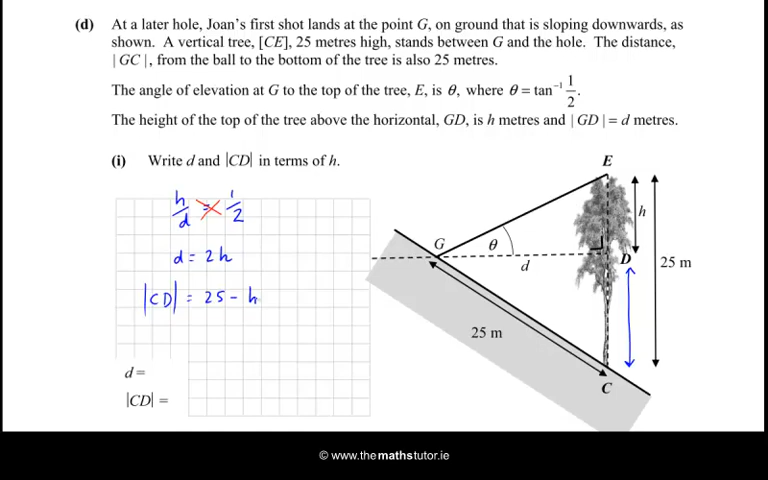 (d) At a later hole, Joan's first shot lands at the point G, on ground that is sloping downwards, as
shown. A vertical tree, [CE], 25 metres high, stands between G and the hole. The distance,
| GC |, from the ball to the bottom of the tree is also 25 metres.
The angle of elevation at G to the top of the tree, E, is θ, where θ = tan⁻¹ 1/2.
The height of the top of the tree above the horizontal, GD, is h metres and | GD | = d metres.
(i) Write d and |CD| in terms of h.
h/d = 1/2
d = 2h
|CD| = 25 - h
d =
|CD| =
E
h
G
θ
D
d
25 m
25 m
C
© www.themathstutor.ie